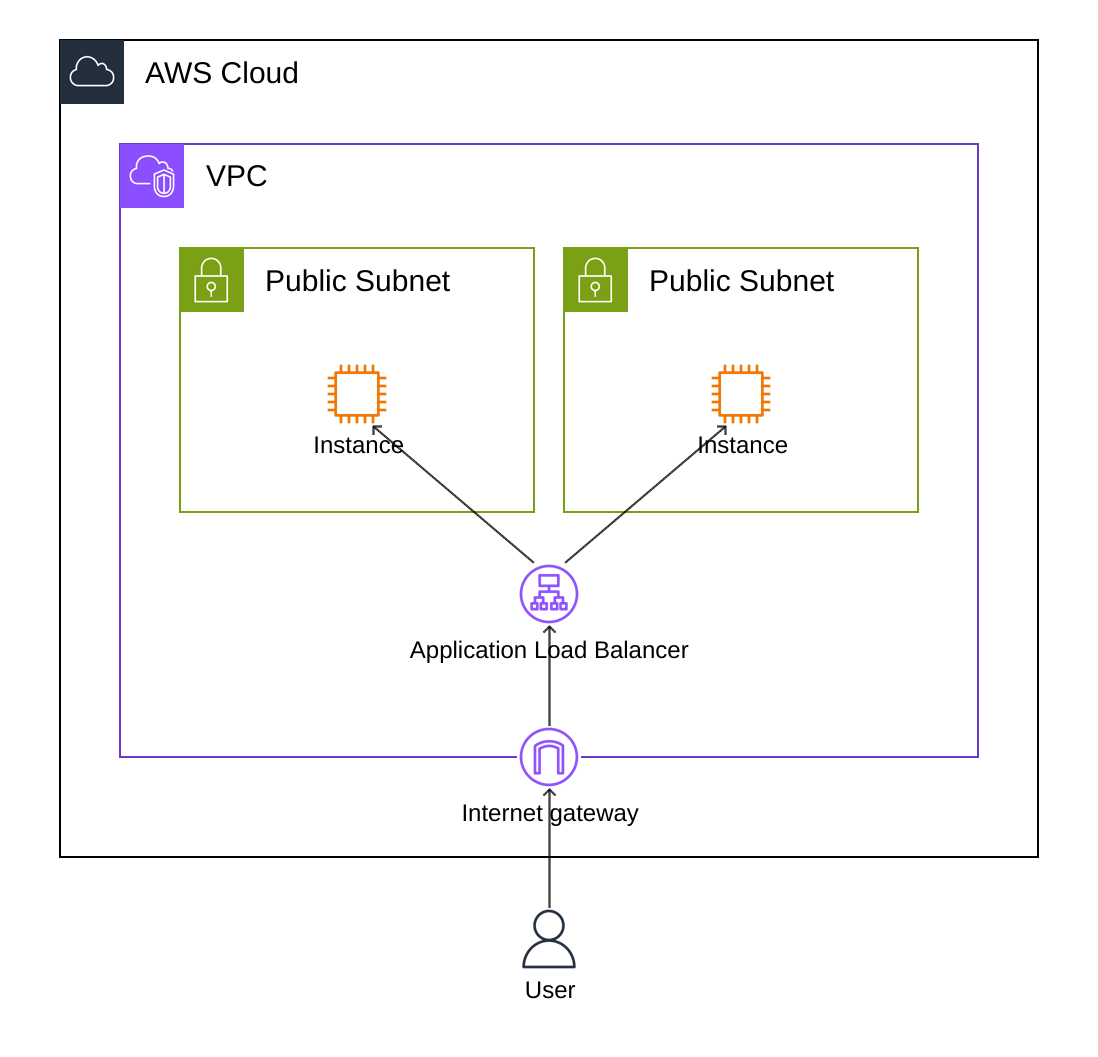 AWS Cloud
VPC
Public Subnet
Public Subnet
Instance
Instance
Application Load Balancer
Internet gateway
User